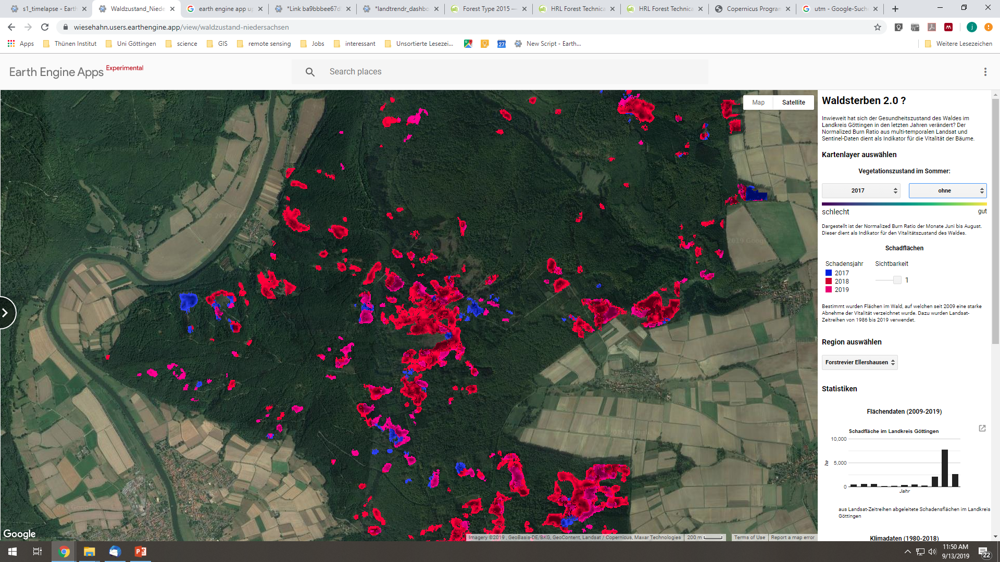 s1_timelapse - Earth
Waldzustand_Niede
earth engine app up
*Link ba9bbbee67d
*landtrendr_dashbo
Forest Type 2015 —
HRL Forest Technica
HRL Forest Technica
Copernicus Program
utm - Google-Suche
wiesehahn.users.earthengine.app/view/waldzustand-niedersachsen
j
Apps
Thünen Institut
Uni Göttingen
science
GIS
remote sensing
Jobs
interessant
Unsortierte Lesezei...
27
New Script - Earth...
Weitere Lesezeichen
Earth Engine Apps Experimental
Search places
Map
Satellite
Waldsterben 2.0 ?
Inwieweit hat sich der Gesundheitszustand des Waldes im
Landkreis Göttingen in den letzten Jahren verändert? Der
Normalized Burn Ratio aus multi-temporalen Landsat und
Sentinel-Daten dient als Indikator für die Vitalität der Bäume.
Kartenlayer auswählen
Vegetationszustand im Sommer:
2017
ohne
schlecht
gut
Dargestellt ist der Normalized Burn Ratio der Monate Juni bis August.
Dieser dient als Indikator für den Vitalitätszustand des Waldes.
Schadflächen
Schadensjahr
Sichtbarkeit
2017
2018
1
2019
Bestimmt wurden Flächen im Wald, auf welchen seit 2009 eine starke
Abnahme der Vitalität verzeichnet wurde. Dazu wurden Landsat-
Zeitreihen von 1986 bis 2019 verwendet.
Region auswählen
Forstrevier Ellershausen
Statistiken
Flächendaten (2009-2019)
Schadfläche im Landkreis Göttingen
10,000
5,000
0
ha
Jahr
aus Landsat-Zeitreihen abgeleitete Schadensflächen im Landkreis
Göttingen
Klimadaten (1980-2018)
Google
Imagery ©2019 , GeoBasis-DE/BKG, GeoContent, Landsat / Copernicus, Maxar Technologies
200 m
Terms of Use
Report a map error
11:50 AM
9/13/2019
22